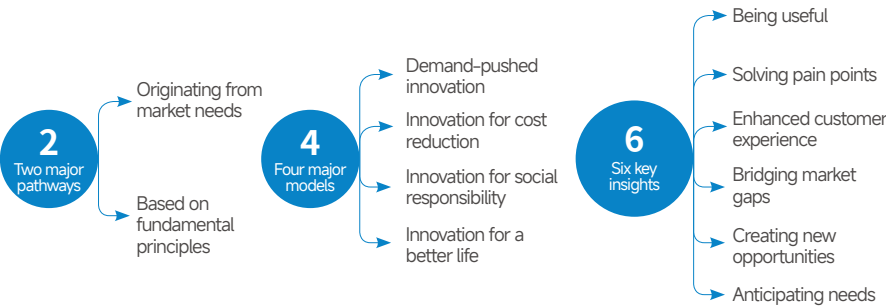 2
Two major
pathways
Originating from
market needs
Based on
fundamental
principles
4
Four major
models
Demand-pushed
innovation
Innovation for cost
reduction
Innovation for social
responsibility
Innovation for a
better life
6
Six key
insights
Being useful
Solving pain points
Enhanced customer
experience
Bridging market
gaps
Creating new
opportunities
Anticipating needs